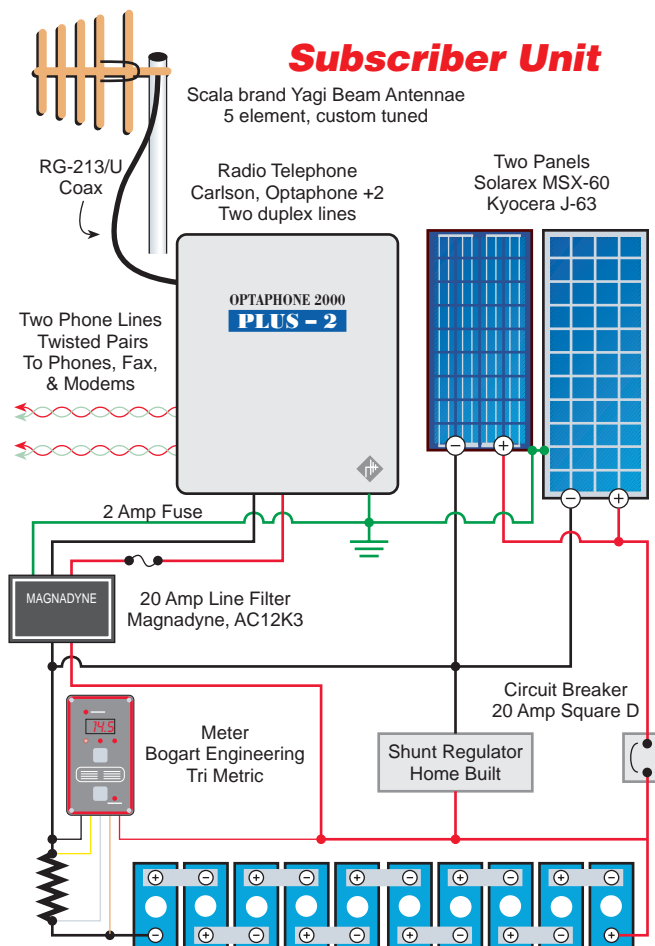 Subscriber Unit
Scala brand Yagi Beam Antennae
5 element, custom tuned
RG-213/U
Coax
Radio Telephone
Carlson, Optaphone +2
Two duplex lines
Two Panels
Solarex MSX-60
Kyocera J-63
OPTAPHONE 2000
PLUS – 2
Two Phone Lines
Twisted Pairs
To Phones, Fax,
& Modems
2 Amp Fuse
MAGNADYNE
20 Amp Line Filter
Magnadyne, AC12K3
Circuit Breaker
20 Amp Square D
14.5
Meter
Bogart Engineering
Tri Metric
Shunt Regulator
Home Built